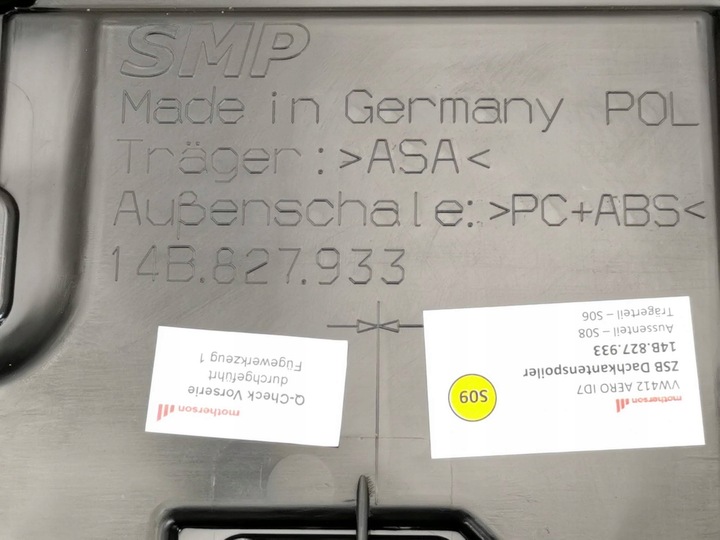 SMP
Made in Germany POL
Träger: >ASA<
Außenschale: >PC+ABS<
14B.827.933
motherson
Q-Check Vorserie
durchgeführt
Fügewerkzeug 1
motherson
VW412 AERO ID7
ZSB Dachkantenspoiler
14B.827.933
Aussenteil – S08
Trägerteil – S06
S09